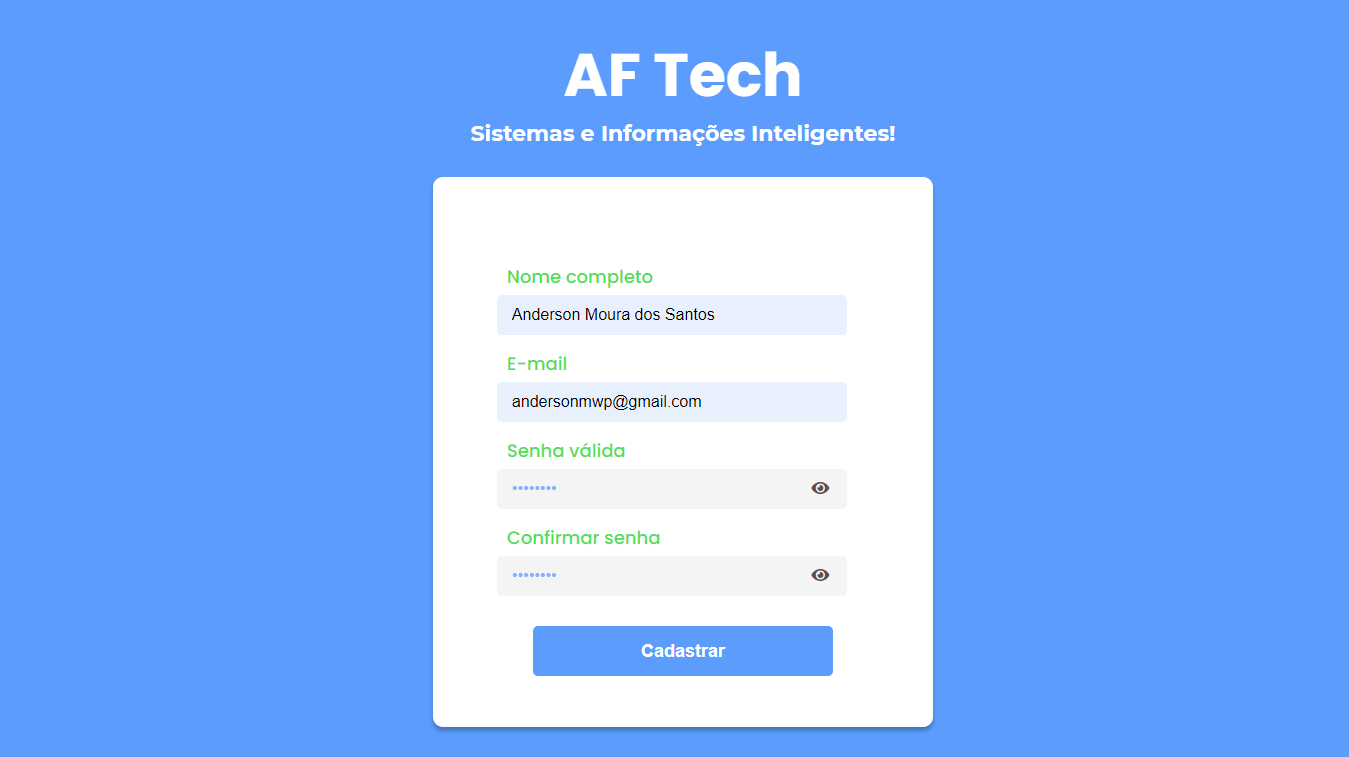 AF Tech
Sistemas e Informações Inteligentes!
Nome completo
Anderson Moura dos Santos
E-mail
andersonmwp@gmail.com
Senha válida
••••••••
Confirmar senha
••••••••
Cadastrar